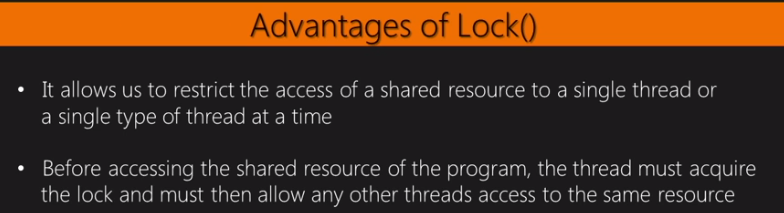 Advantages of Lock()
• It allows us to restrict the access of a shared resource to a single thread or
a single type of thread at a time
• Before accessing the shared resource of the program, the thread must acquire
the lock and must then allow any other threads access to the same resource